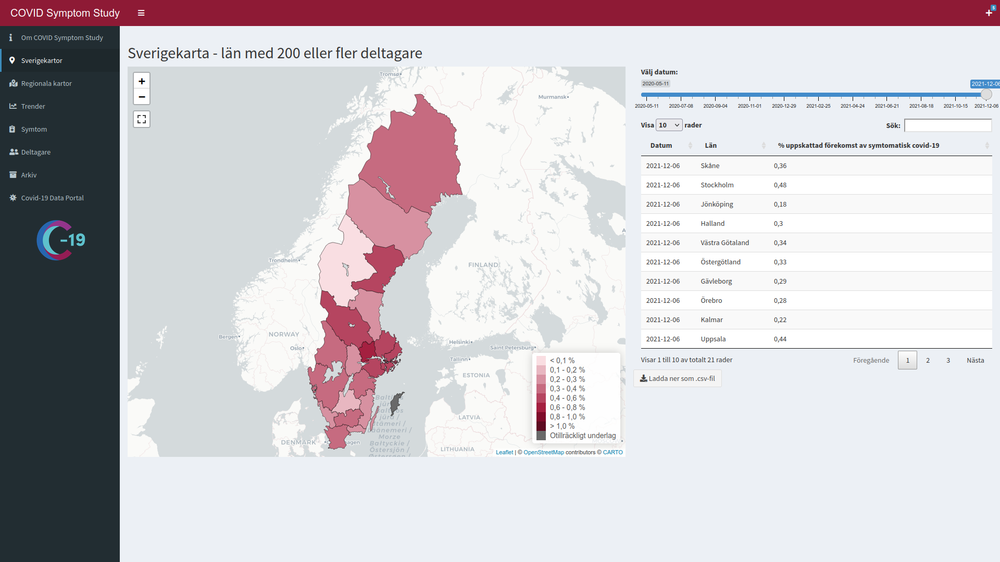 COVID Symptom Study
5
Om COVID Symptom Study
Sverigekartor
Regionala kartor
Trender
Symtom
Deltagare
Arkiv
Covid-19 Data Portal
-19
Sverigekarta - län med 200 eller fler deltagare
+
−
Tromsø
Murmansk
Trondheim
FINLAND
NORWAY
Bergen
Oslo
Helsinki
Saint Petersburg
Tallinn
ESTONIA
Baltijos
jūra /
Morze
Bałtyckie /
Östersjön /
LATVIA
DENMARK
LITHUANIA
< 0,1 %
0,1 - 0,2 %
0,2 - 0,3 %
0,3 - 0,4 %
0,4 - 0,6 %
0,6 - 0,8 %
0,8 - 1,0 %
> 1,0 %
Otillräckligt underlag
Leaflet | © OpenStreetMap contributors © CARTO
Välj datum:
2020-05-11 2021-12-06
2020-05-11 2020-07-08 2020-09-04 2020-11-01 2020-12-29 2021-02-25 2021-04-24 2021-06-21 2021-08-18 2021-10-15 2021-12-06
Visa 10 rader Sök:
Datum Län % uppskattad förekomst av symtomatisk covid-19
2021-12-06 Skåne 0,36
2021-12-06 Stockholm 0,48
2021-12-06 Jönköping 0,18
2021-12-06 Halland 0,3
2021-12-06 Västra Götaland 0,34
2021-12-06 Östergötland 0,33
2021-12-06 Gävleborg 0,29
2021-12-06 Örebro 0,28
2021-12-06 Kalmar 0,22
2021-12-06 Uppsala 0,44
Visar 1 till 10 av totalt 21 rader
Föregående 1 2 3 Nästa
Ladda ner som .csv-fil